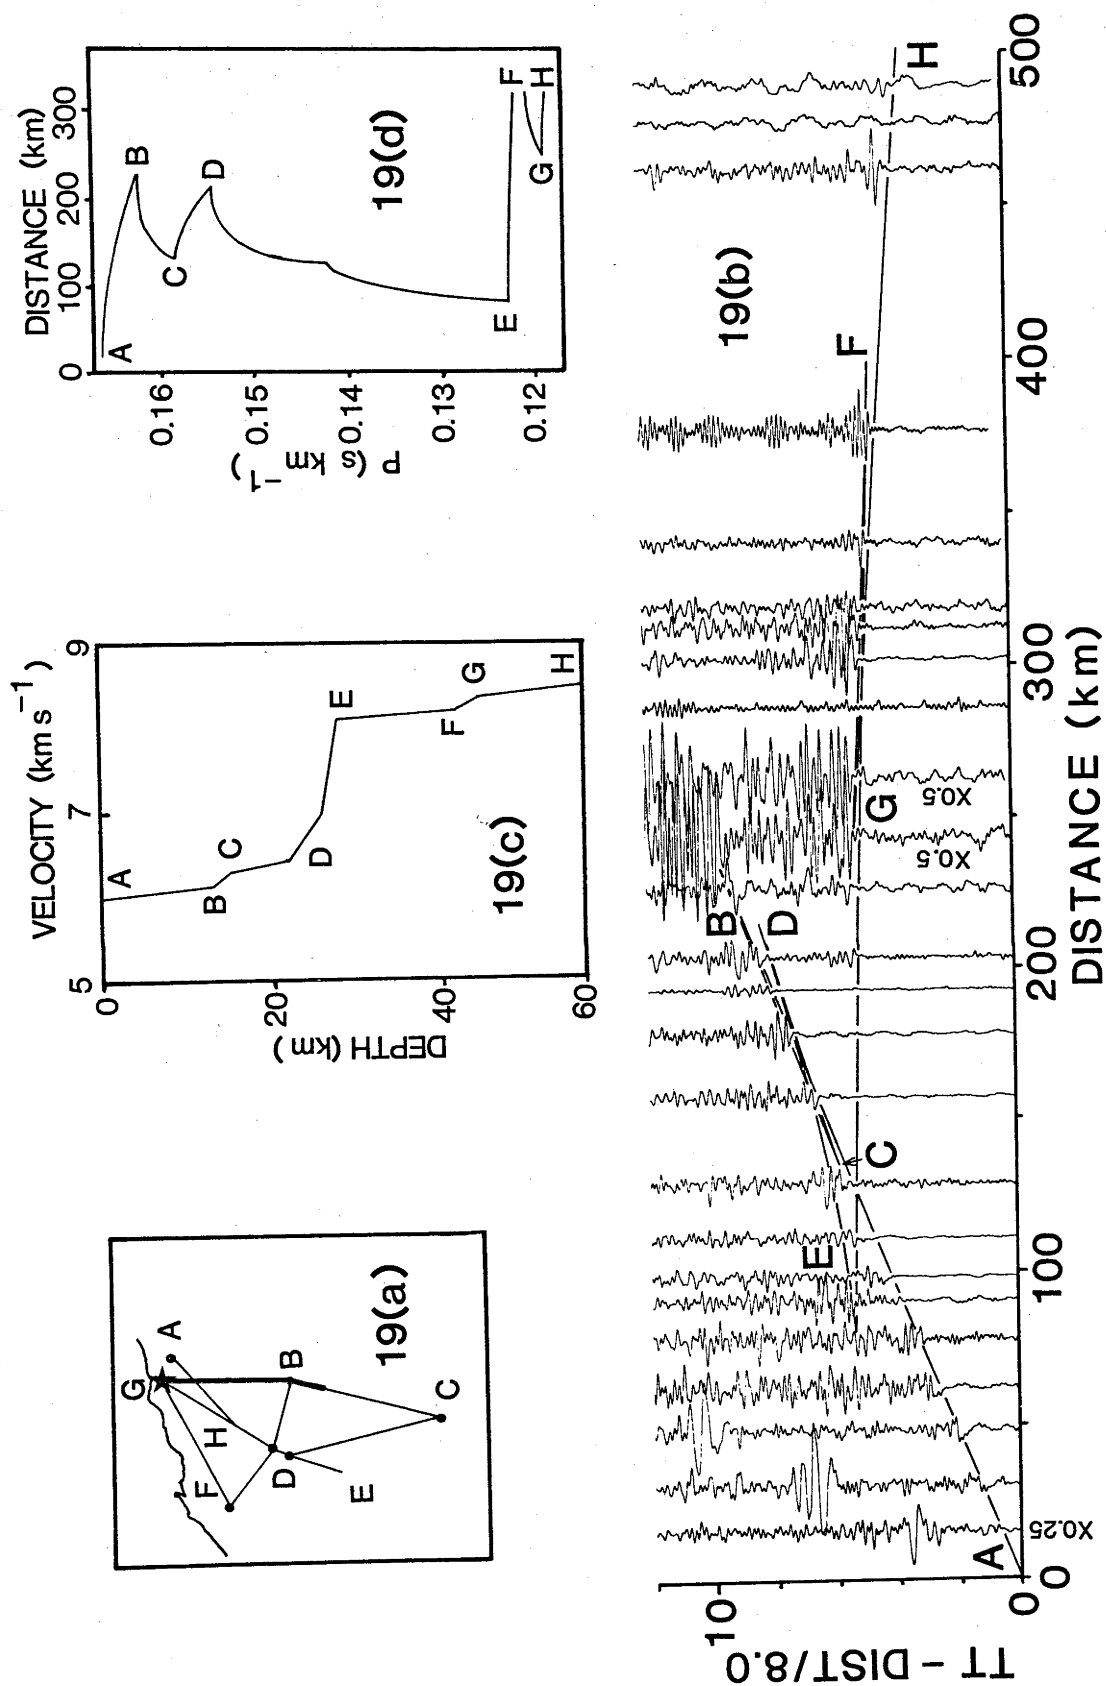 G
A
F
H
B
D
E
C
19(a)
VELOCITY (km s⁻¹)
5
7
9
0
20
40
60
DEPTH (km)
A
B
C
D
E
F
G
H
19(c)
DISTANCE (km)
0
100
200
300
0.16
0.15
0.14
0.13
0.12
P (s km⁻¹)
A
B
C
D
E
F
G
H
19(d)
19(b)
TT - DIST/8.0
10
0
A
E
C
B
D
G
F
H
X0.25
X0.5
X0.5
0
100
200
300
400
500
DISTANCE (km)